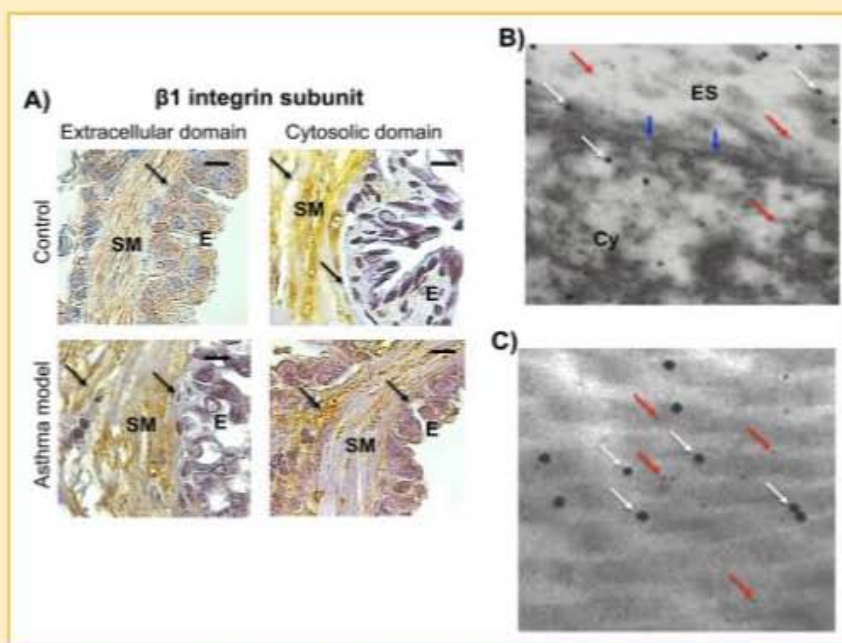 A)
β1 integrin subunit
Extracellular domain Cytosolic domain
Control
SM
E
SM
E
Asthma model
SM
E
SM
E
B)
ES
Cy
C)